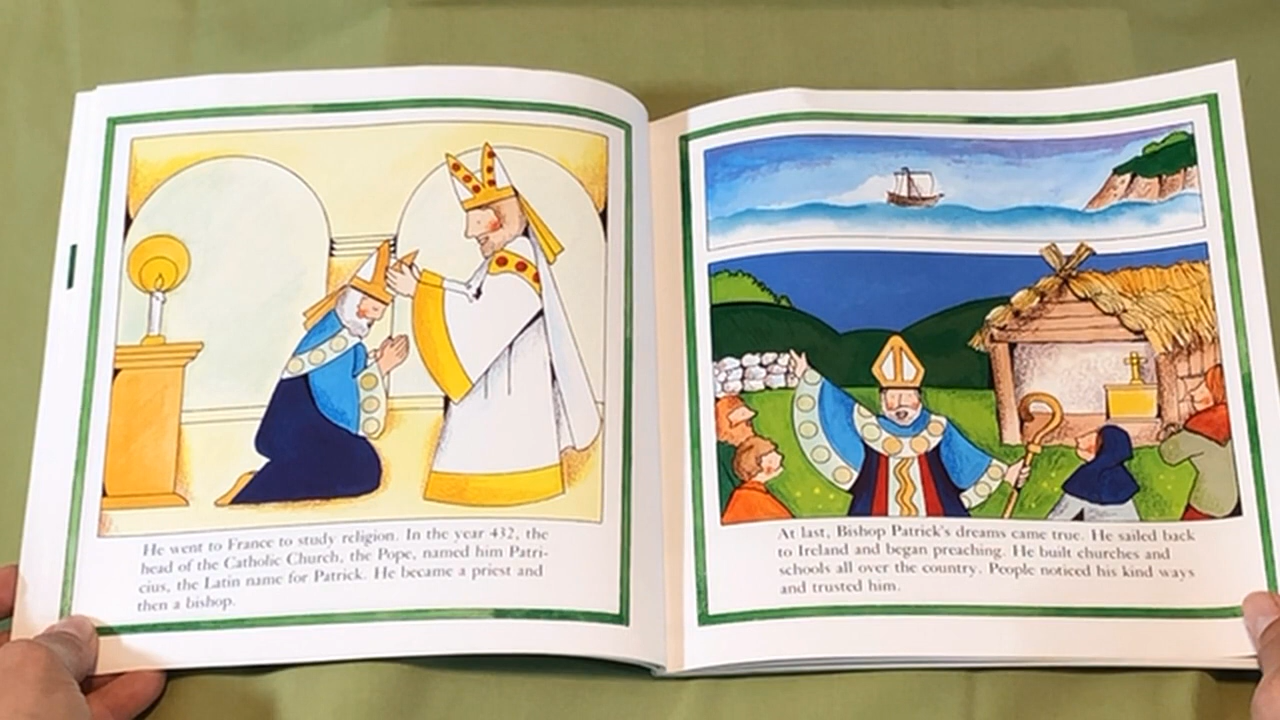 He went to France to study religion. In the year 432, the
head of the Catholic Church, the Pope, named him Patri-
cius, the Latin name for Patrick. He became a priest and
then a bishop.
At last, Bishop Patrick's dreams came true. He sailed back
to Ireland and began preaching. He built churches and
schools all over the country. People noticed his kind ways
and trusted him.